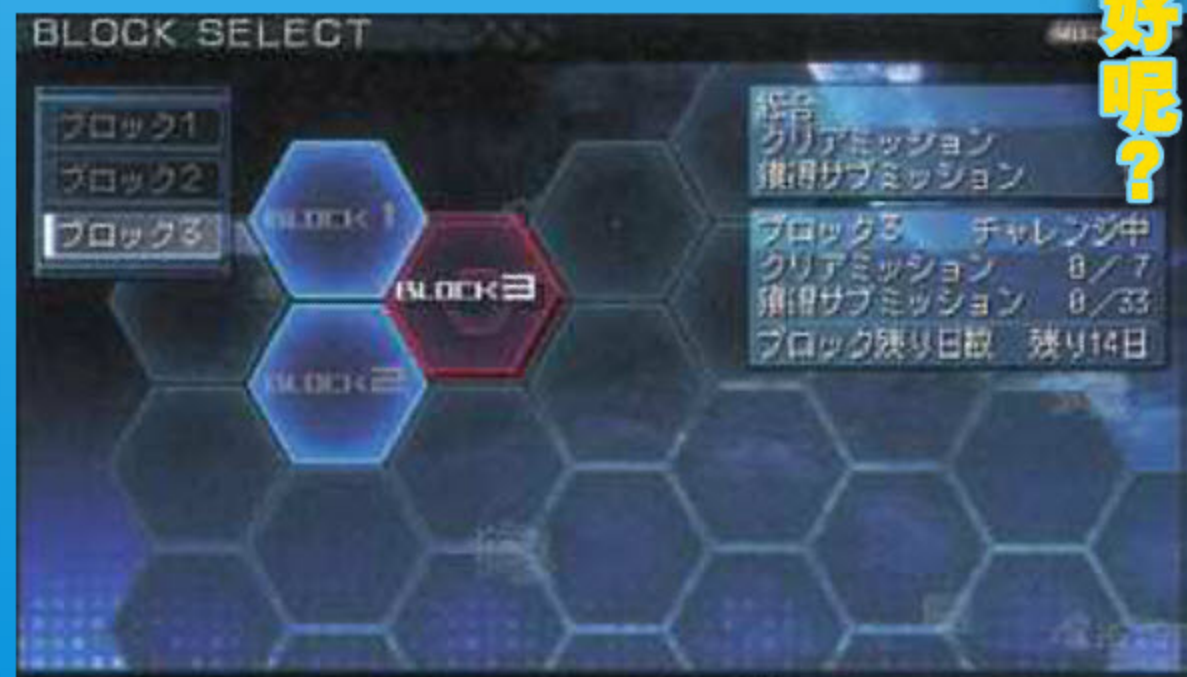 BLOCK SELECT
好呢？
ブロック1
ブロック2
ブロック3
BLOCK 1
BLOCK 2
BLOCK 3
総合
クリアミッション
獲得サブミッション
ブロック3 チャレンジ中
クリアミッション 0/7
獲得サブミッション 0/33
ブロック残り日数 残り14日